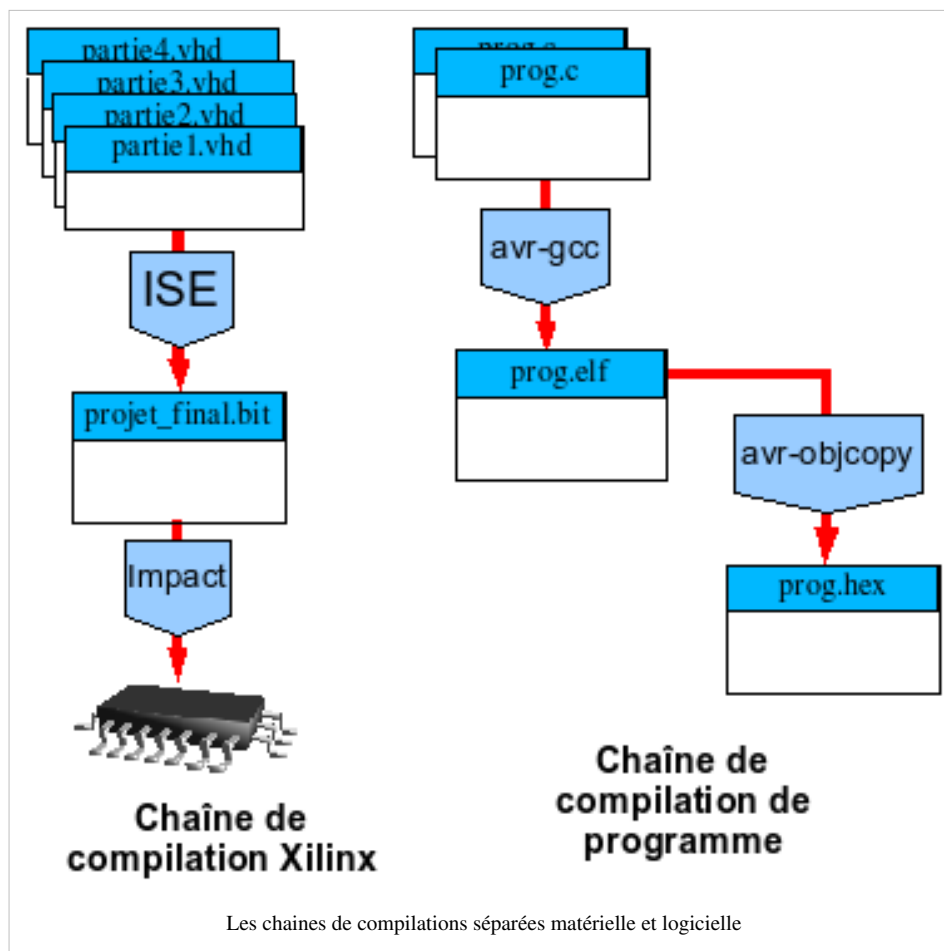 partie4.vhd
partie3.vhd
partie2.vhd
partie1.vhd
ISE
projet_final.bit
Impact
Chaîne de
compilation Xilinx
prog.c
prog.c
avr-gcc
prog.elf
avr-objcopy
prog.hex
Chaîne de
compilation de
programme
Les chaines de compilations séparées matérielle et logicielle